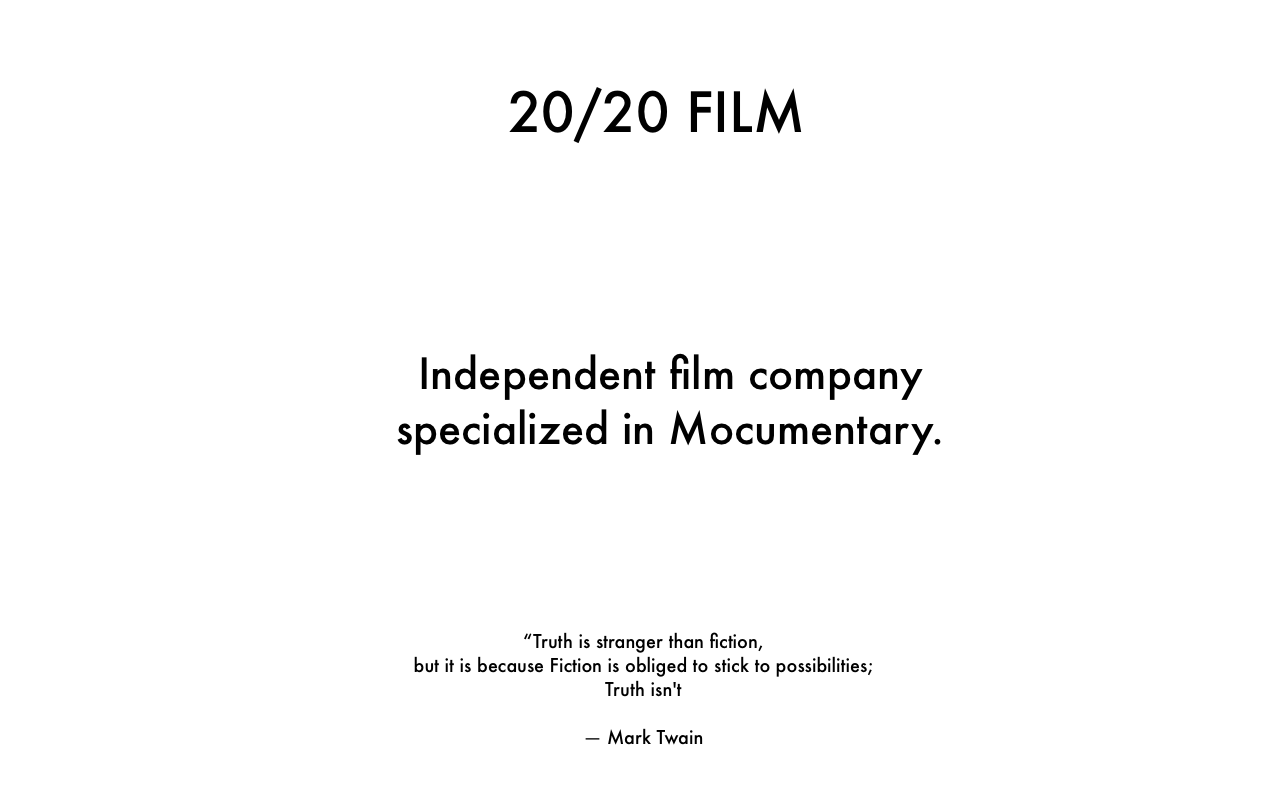 20/20 FILM
Independent film company
specialized in Mocumentary.
“Truth is stranger than fiction,
but it is because Fiction is obliged to stick to possibilities;
Truth isn't
— Mark Twain